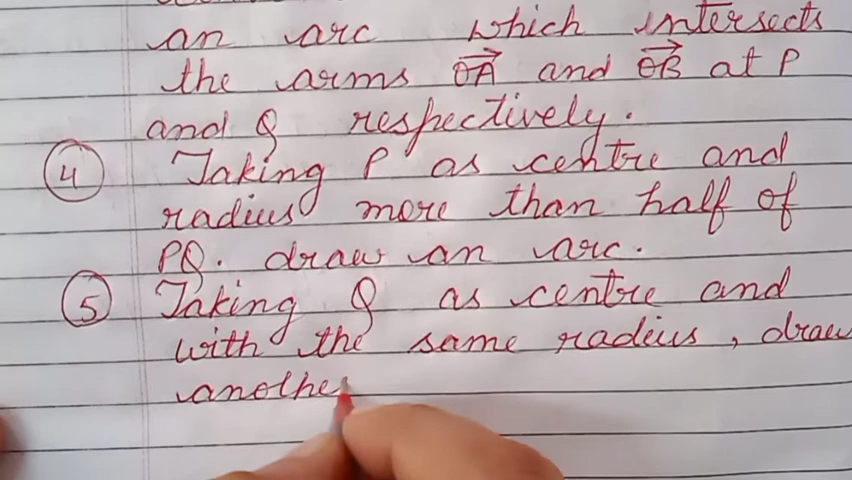 an arc which intersects
the arms OA and OB at P
and Q respectively.
4 Taking P as centre and
radius more than half of
PQ. draw an arc.
5 Taking Q as centre and
with the same radius, draw
anothe